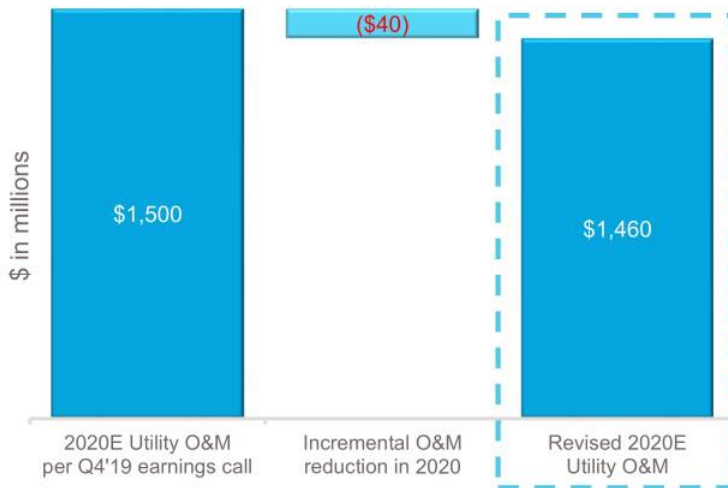 ($40)
$ in millions
$1,500
$1,460
2020E Utility O&M
per Q4'19 earnings call
Incremental O&M
reduction in 2020
Revised 2020E
Utility O&M